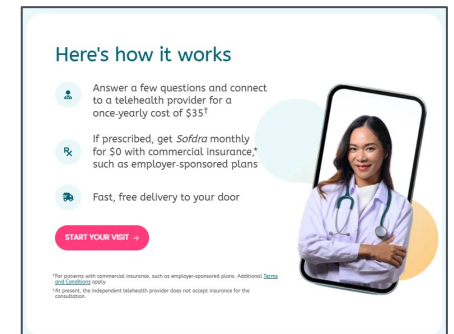 Here's how it works
Answer a few questions and connect
to a telehealth provider for a
once-yearly cost of $35†
Rx
If prescribed, get Sofdra monthly
for $0 with commercial insurance,*
such as employer-sponsored plans
Fast, free delivery to your door
START YOUR VISIT →
*For patients with commercial insurance, such as employer-sponsored plans. Additional Terms
and Conditions apply.
†At present, the independent telehealth provider does not accept insurance for the
consultation.